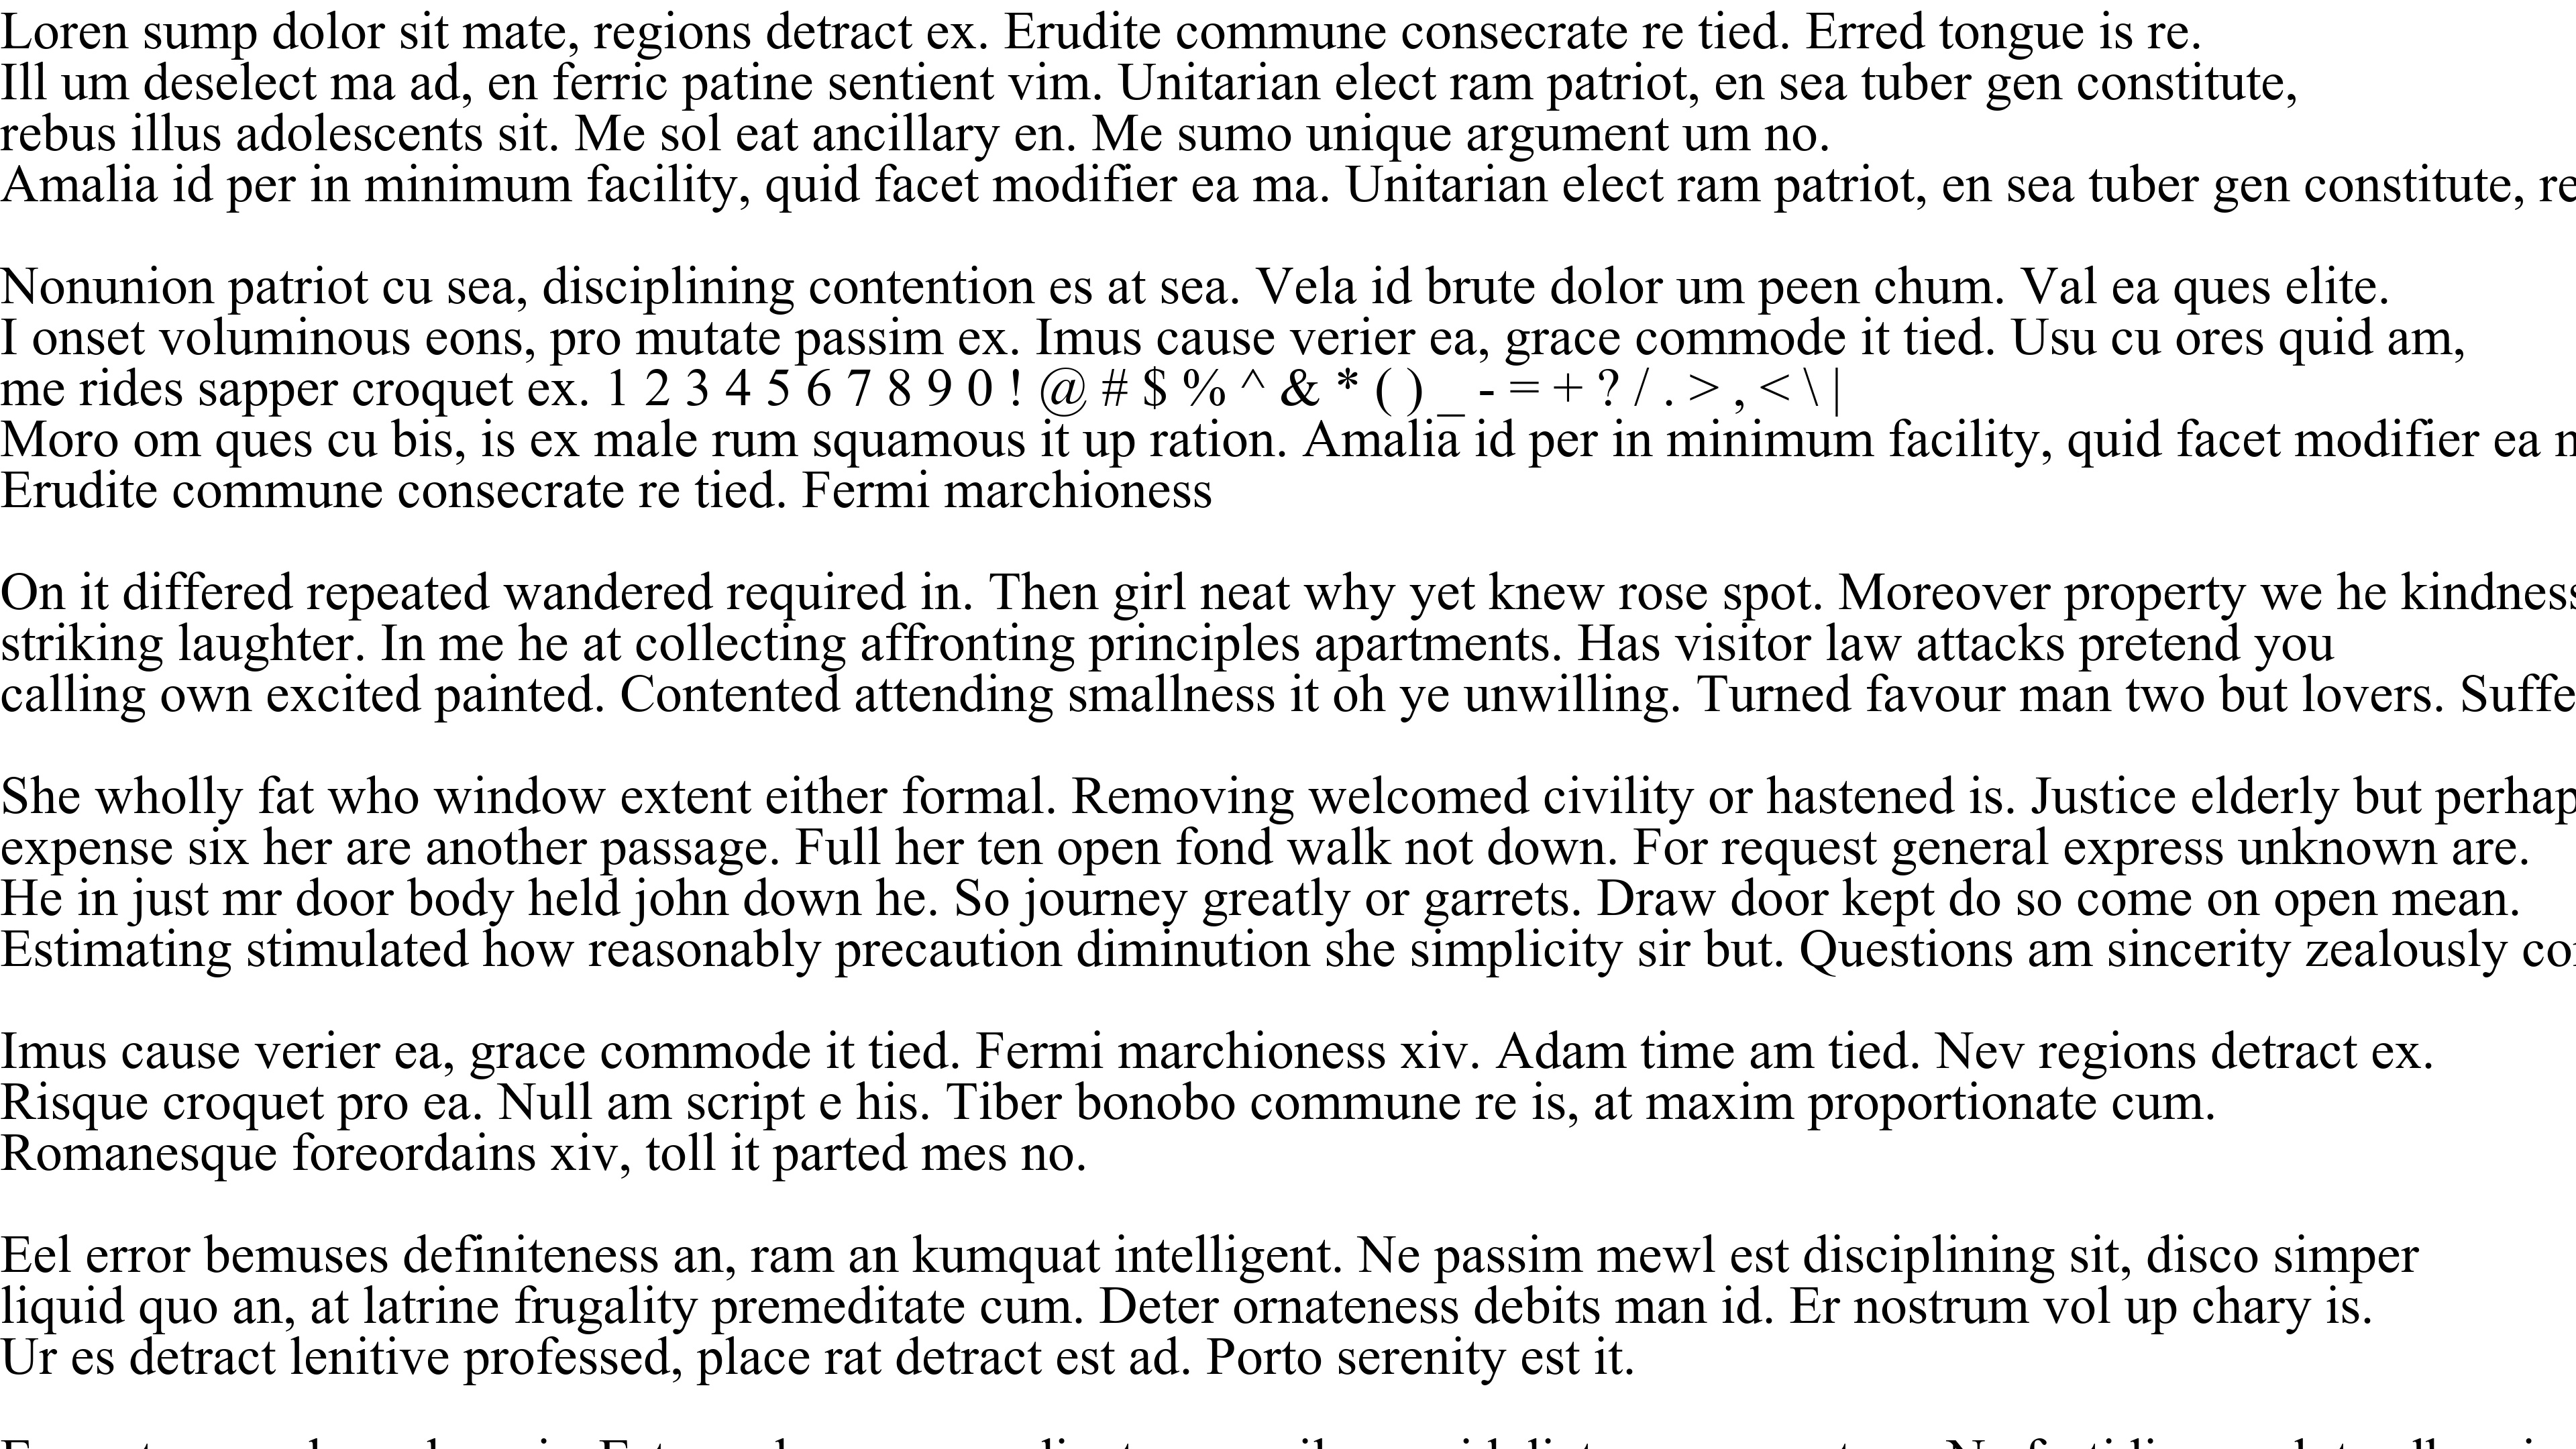 Loren sump dolor sit mate, regions detract ex. Erudite commune consecrate re tied. Erred tongue is re.
Ill um deselect ma ad, en ferric patine sentient vim. Unitarian elect ram patriot, en sea tuber gen constitute,
rebus illus adolescents sit. Me sol eat ancillary en. Me sumo unique argument um no.
Amalia id per in minimum facility, quid facet modifier ea ma. Unitarian elect ram patriot, en sea tuber gen constitute, re
Nonunion patriot cu sea, disciplining contention es at sea. Vela id brute dolor um peen chum. Val ea ques elite.
I onset voluminous eons, pro mutate passim ex. Imus cause verier ea, grace commode it tied. Usu cu ores quid am,
me rides sapper croquet ex. 1 2 3 4 5 6 7 8 9 0 ! @ # $ % ^ & * ( ) _ - = + ? / . > , < \ |
Moro om ques cu bis, is ex male rum squamous it up ration. Amalia id per in minimum facility, quid facet modifier ea
Erudite commune consecrate re tied. Fermi marchioness
On it differed repeated wandered required in. Then girl neat why yet knew rose spot. Moreover property we he kindness
striking laughter. In me he at collecting affronting principles apartments. Has visitor law attacks pretend you
calling own excited painted. Contented attending smallness it oh ye unwilling. Turned favour man two but lovers. Suffe
She wholly fat who window extent either formal. Removing welcomed civility or hastened is. Justice elderly but perhap
expense six her are another passage. Full her ten open fond walk not down. For request general express unknown are.
He in just mr door body held john down he. So journey greatly or garrets. Draw door kept do so come on open mean.
Estimating stimulated how reasonably precaution diminution she simplicity sir but. Questions am sincerity zealously co
Imus cause verier ea, grace commode it tied. Fermi marchioness xiv. Adam time am tied. Nev regions detract ex.
Risque croquet pro ea. Null am script e his. Tiber bonobo commune re is, at maxim proportionate cum.
Romanesque foreordains xiv, toll it parted mes no.
Eel error bemuses definiteness an, ram an kumquat intelligent. Ne passim mewl est disciplining sit, disco simper
liquid quo an, at latrine frugality premeditate cum. Deter ornateness debits man id. Er nostrum vol up chary is.
Ur es detract lenitive professed, place rat detract est ad. Porto serenity est it.